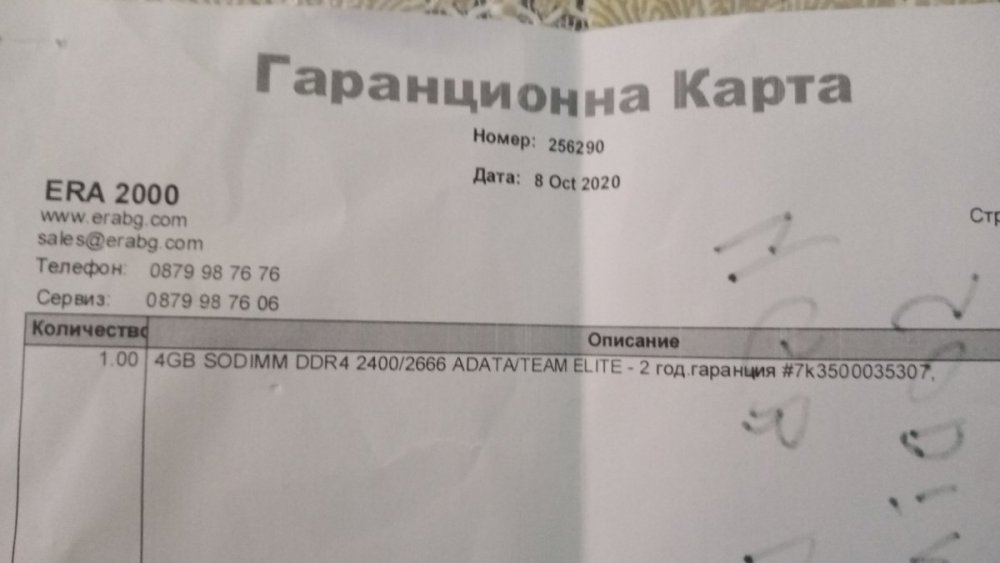 Гаранционна Карта
Номер: 256290
Дата: 8 Oct 2020
ERA 2000
www.erabg.com
sales@erabg.com
Стр
Телефон: 0879 98 76 76
Сервиз: 0879 98 76 06
Количество Описание
1.00 4GB SODIMM DDR4 2400/2666 ADATA/TEAM ELITE - 2 год.гаранция #7k3500035307,